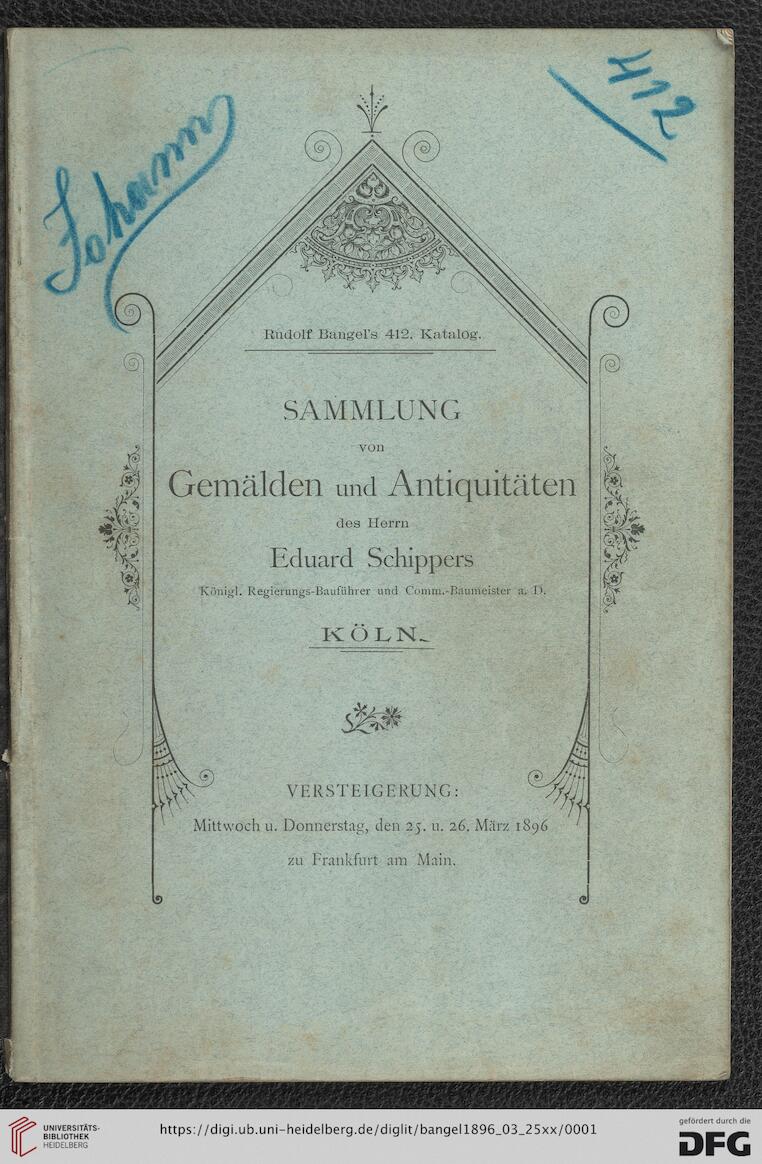 Johann
412
Rudolf Bangel's 412. Katalog.
SAMMLUNG
von
Gemälden und Antiquitäten
des Herrn
Eduard Schippers
Königl. Regierungs-Bauführer und Comm.-Baumeister a. D.
KÖLN.
VERSTEIGERUNG:
Mittwoch u. Donnerstag, den 25. u. 26. März 1896
zu Frankfurt am Main.
UNIVERSITÄTS-
BIBLIOTHEK
HEIDELBERG
https://digi.ub.uni-heidelberg.de/diglit/bangel1896_03_25xx/0001
gefördert durch die
DFG